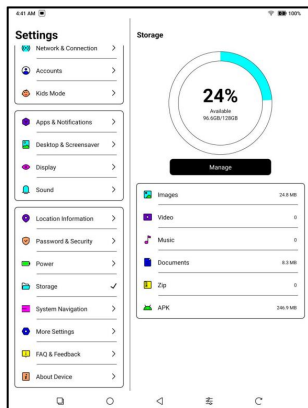 4:41 AM
100%
Settings
Network & Connection
Accounts
Kids Mode
Apps & Notifications
Desktop & Screensaver
Display
Sound
Location Information
Password & Security
Power
Storage
System Navigation
More Settings
FAQ & Feedback
About Device
Storage
24%
Available
96.6GB/128GB
Manage
Images 24.8 MB
Video 0
Music 0
Documents 8.3 MB
Zip 0
APK 246.9 MB